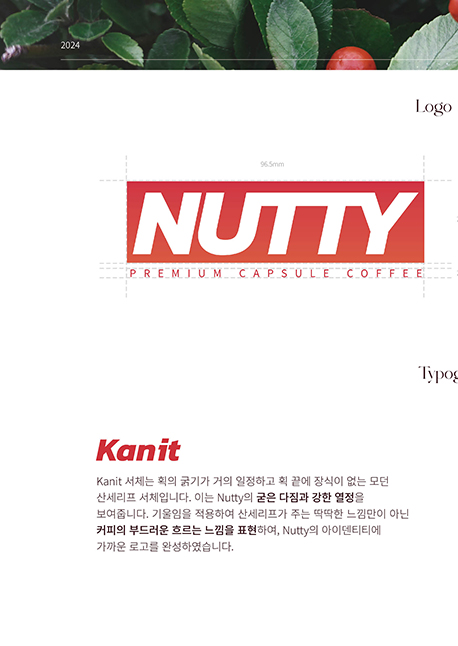 2024
Logo
96.5mm
NUTTY
PREMIUM CAPSULE COFFEE
Typog
Kanit
Kanit 서체는 획의 굵기가 거의 일정하고 획 끝에 장식이 없는 모던
산세리프 서체입니다. 이는 Nutty의 굳은 다짐과 강한 열정을
보여줍니다. 기울임을 적용하여 산세리프가 주는 딱딱한 느낌만이 아닌
커피의 부드러운 흐르는 느낌을 표현하여, Nutty의 아이덴티티에
가까운 로고를 완성하였습니다.